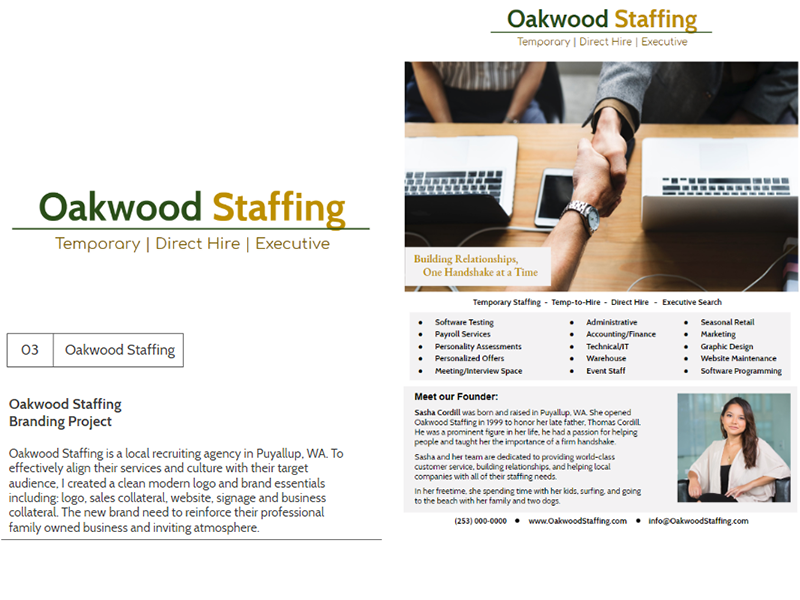 Oakwood Staffing
Temporary | Direct Hire | Executive
03 Oakwood Staffing
Oakwood Staffing
Branding Project
Oakwood Staffing is a local recruiting agency in Puyallup, WA. To
effectively align their services and culture with their target
audience, I created a clean modern logo and brand essentials
including: logo, sales collateral, website, signage and business
collateral. The new brand need to reinforce their professional
family owned business and inviting atmosphere.
Oakwood Staffing
Temporary | Direct Hire | Executive
Building Relationships,
One Handshake at a Time
Temporary Staffing - Temp-to-Hire - Direct Hire - Executive Search
● Software Testing ● Administrative ● Seasonal Retail
● Payroll Services ● Accounting/Finance ● Marketing
● Personality Assessments ● Technical/IT ● Graphic Design
● Personalized Offers ● Warehouse ● Website Maintenance
● Meeting/Interview Space ● Event Staff ● Software Programming
Meet our Founder:
Sasha Cordill was born and raised in Puyallup, WA. She opened
Oakwood Staffing in 1999 to honor her late father, Thomas Cordill.
He was a prominent figure in her life, he had a passion for helping
people and taught her the importance of a firm handshake.
Sasha and her team are dedicated to providing world-class
customer service, building relationships, and helping local
companies with all of their staffing needs.
In her freetime, she spending time with her kids, surfing, and going
to the beach with her family and two dogs.
(253) 000-0000 ● www.OakwoodStaffing.com ● info@OakwoodStaffing.com